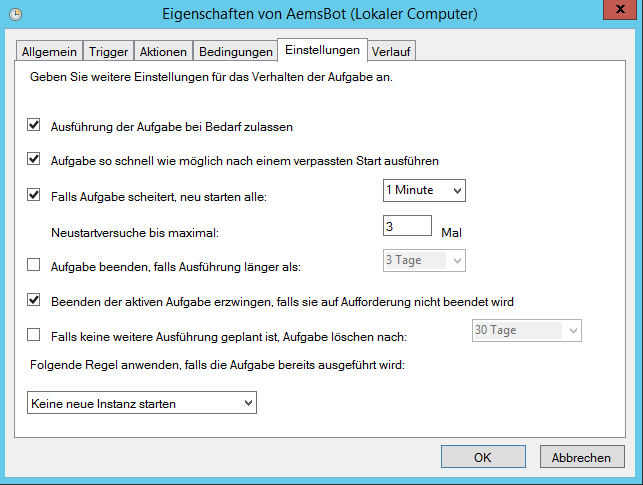 Eigenschaften von AemsBot (Lokaler Computer)
Allgemein Trigger Aktionen Bedingungen Einstellungen Verlauf
Geben Sie weitere Einstellungen für das Verhalten der Aufgabe an.
Ausführung der Aufgabe bei Bedarf zulassen
Aufgabe so schnell wie möglich nach einem verpassten Start ausführen
Falls Aufgabe scheitert, neu starten alle: 1 Minute
Neustartversuche bis maximal: 3 Mal
Aufgabe beenden, falls Ausführung länger als: 3 Tage
Beenden der aktiven Aufgabe erzwingen, falls sie auf Aufforderung nicht beendet wird
Falls keine weitere Ausführung geplant ist, Aufgabe löschen nach: 30 Tage
Folgende Regel anwenden, falls die Aufgabe bereits ausgeführt wird:
Keine neue Instanz starten
OK Abbrechen